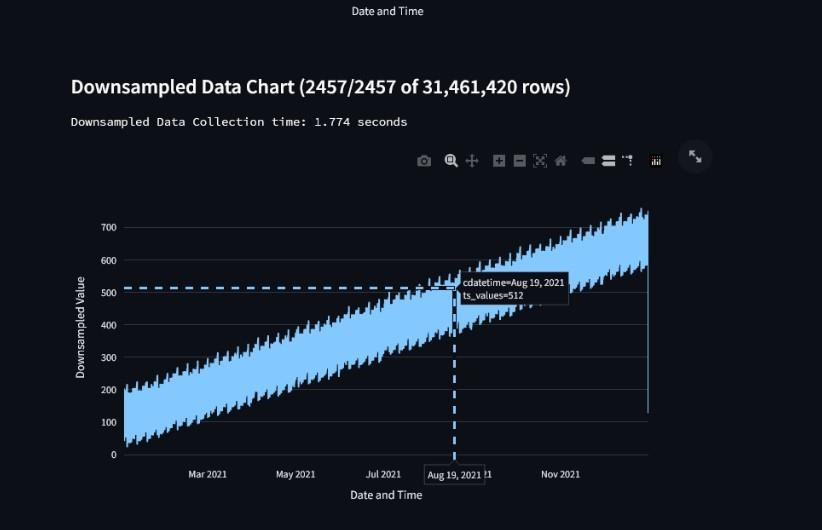 Date and Time
Downsampled Data Chart (2457/2457 of 31,461,420 rows)
Downsampled Data Collection time: 1.774 seconds
Downsampled Value
700
600
500
400
300
200
100
0
cdatetime=Aug 19, 2021
ts_values=512
Mar 2021
May 2021
Jul 2021
Aug 19, 2021
21
Nov 2021
Date and Time